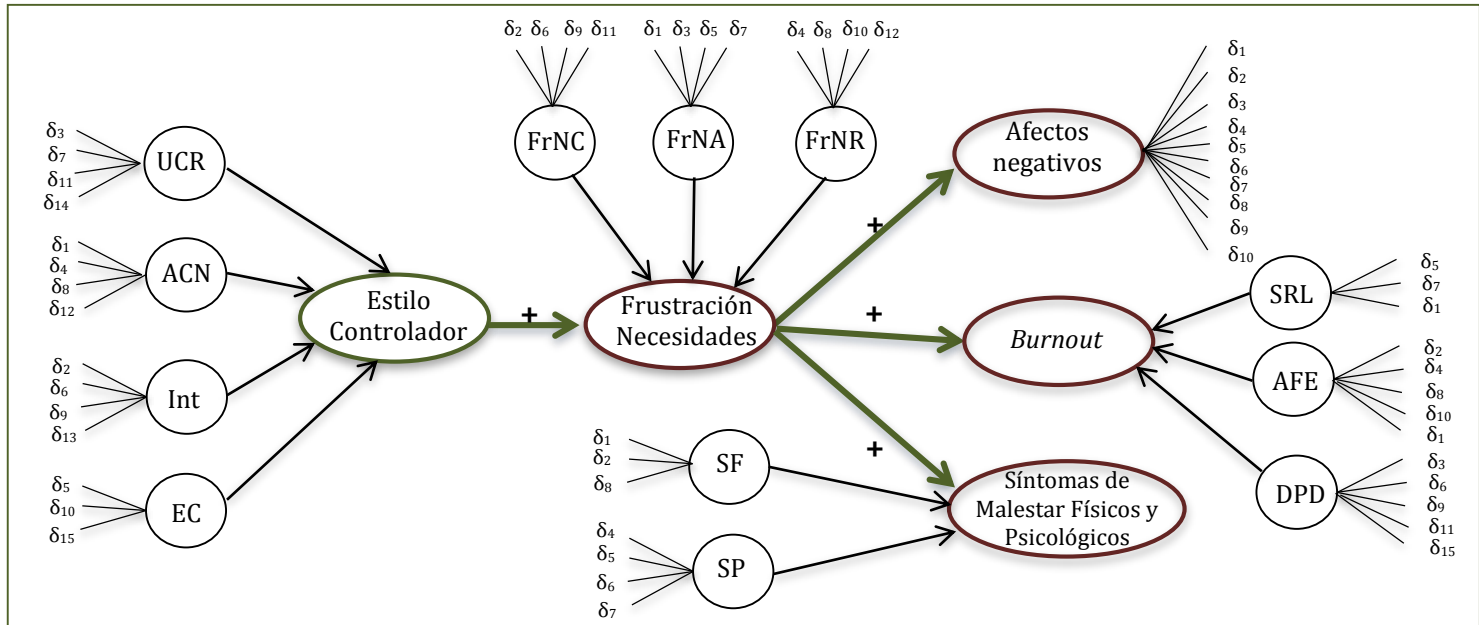 δ2 δ6 δ9 δ11
δ1 δ3 δ5 δ7
δ4 δ8 δ10 δ12
FrNC
FrNA
FrNR
δ3
δ7
δ11
δ14
UCR
δ1
δ4
δ8
δ12
ACN
δ2
δ6
δ9
δ13
Int
δ5
δ10
δ15
EC
Estilo
Controlador
+
Frustración
Necesidades
+
+
+
Afectos
negativos
δ1
δ2
δ3
δ4
δ5
δ6
δ7
δ8
δ9
δ10
Burnout
SRL
δ5
δ7
δ1
AFE
δ2
δ4
δ8
δ10
δ1
DPD
δ3
δ6
δ9
δ11
δ15
δ1
δ2
δ8
SF
δ4
δ5
δ6
δ7
SP
Síntomas de
Malestar Físicos y
Psicológicos